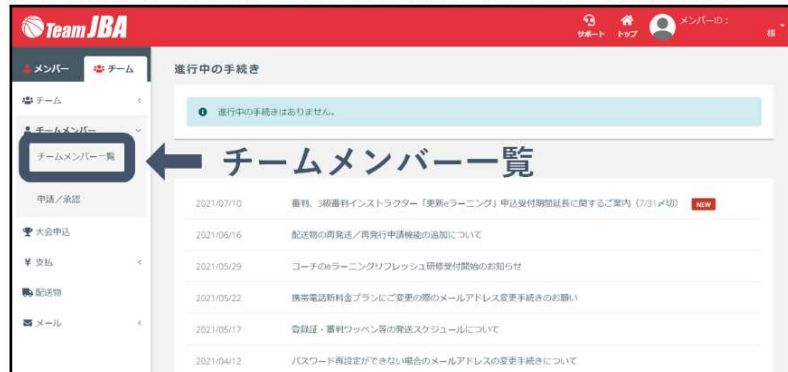 Team JBA
サポート
トップ
メンバーID：
様
メンバー
チーム
進行中の手続き
チーム
進行中の手続きはありません。
チームメンバー
チームメンバー一覧
チームメンバー一覧
申請／承認
2021/07/10 審判、3級審判インストラクター「更新eラーニング」申込受付期間延長に関するご案内（7/31〆切） NEW
大会申込
2021/06/16 配送物の再発送／再発行申請機能の追加について
¥ 支払
2021/05/29 コーチのeラーニングリフレッシュ研修受付開始のお知らせ
配送物
2021/05/22 携帯電話新料金プランにご変更の際のメールアドレス変更手続きのお願い
メール
2021/05/17 登録証・審判ワッペン等の発送スケジュールについて
2021/04/12 パスワード再設定ができない場合のメールアドレスの変更手続きについて